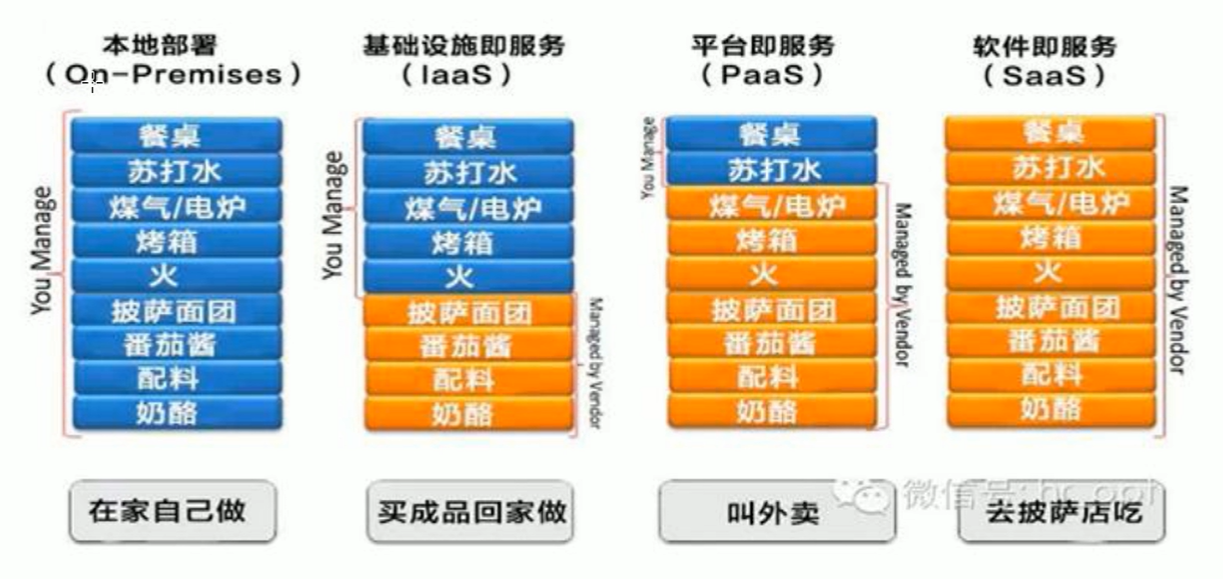 本地部署
（On-Premises）
基础设施即服务
（IaaS）
平台即服务
（PaaS）
软件即服务
（SaaS）
You Manage
餐桌
苏打水
煤气/电炉
烤箱
火
披萨面团
番茄酱
配料
奶酪
You Manage
餐桌
苏打水
煤气/电炉
烤箱
火
披萨面团
番茄酱
配料
奶酪
Managed by Vendor
You Manage
餐桌
苏打水
煤气/电炉
烤箱
火
披萨面团
番茄酱
配料
奶酪
Managed by Vendor
餐桌
苏打水
煤气/电炉
烤箱
火
披萨面团
番茄酱
配料
奶酪
Managed by Vendor
在家自己做
买成品回家做
叫外卖
去披萨店吃
微信号: